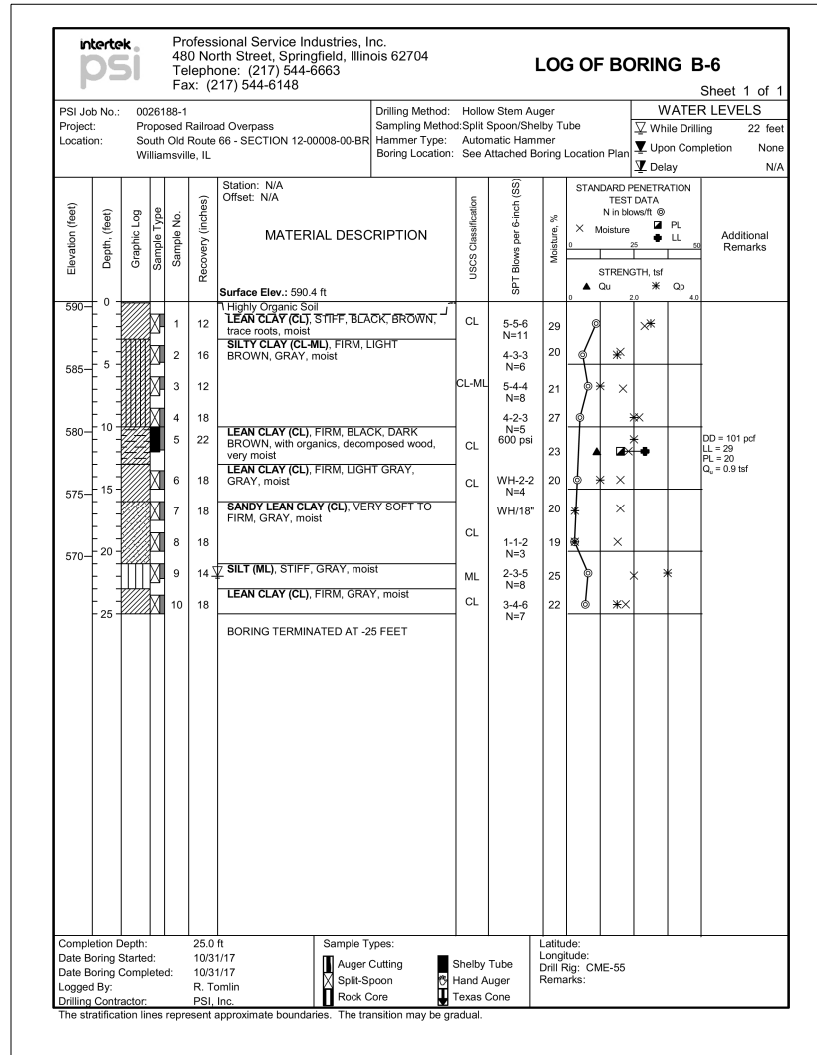 intertek
psi
Professional Service Industries, Inc.
480 North Street, Springfield, Illinois 62704
Telephone: (217) 544-6663
Fax: (217) 544-6148
LOG OF BORING B-6
Sheet 1 of 1
PSI Job No.: 0026188-1
Project: Proposed Railroad Overpass
Location: South Old Route 66 - SECTION 12-00008-00-BR
Williamsville, IL
Drilling Method: Hollow Stem Auger
Sampling Method:Split Spoon/Shelby Tube
Hammer Type: Automatic Hammer
Boring Location: See Attached Boring Location Plan
WATER LEVELS
While Drilling 22 feet
Upon Completion None
Delay N/A
Elevation (feet)
Depth, (feet)
Graphic Log
Sample Type
Sample No.
Recovery (inches)
Station: N/A
Offset: N/A
MATERIAL DESCRIPTION
Surface Elev.: 590.4 ft
USCS Classification
SPT Blows per 6-inch (SS)
Moisture, %
STANDARD PENETRATION
TEST DATA
N in blows/ft
Moisture PL
LL
0 25 50
STRENGTH, tsf
Qu Qp
0 2.0 4.0
Additional
Remarks
590 0
Highly Organic Soil
1 12 LEAN CLAY (CL), STIFF, BLACK, BROWN, CL 5-5-6 29
trace roots, moist N=11
2 16 SILTY CLAY (CL-ML), FIRM, LIGHT 4-3-3 20
BROWN, GRAY, moist N=6
585 5
3 12 CL-ML 5-4-4 21
N=8
4 18 4-2-3 27
N=5
580 10
5 22 LEAN CLAY (CL), FIRM, BLACK, DARK CL 600 psi 23
BROWN, with organics, decomposed wood,
very moist
DD = 101 pcf
LL = 29
PL = 20
Qu = 0.9 tsf
6 18 LEAN CLAY (CL), FIRM, LIGHT GRAY, CL WH-2-2 20
GRAY, moist N=4
575 15
7 18 SANDY LEAN CLAY (CL), VERY SOFT TO WH/18" 20
FIRM, GRAY, moist
8 18 CL 1-1-2 19
N=3
570 20
9 14 SILT (ML), STIFF, GRAY, moist ML 2-3-5 25
N=8
10 18 LEAN CLAY (CL), FIRM, GRAY, moist CL 3-4-6 22
N=7
25
BORING TERMINATED AT -25 FEET
Completion Depth: 25.0 ft
Date Boring Started: 10/31/17
Date Boring Completed: 10/31/17
Logged By: R. Tomlin
Drilling Contractor: PSI, Inc.
Sample Types:
Auger Cutting Shelby Tube
Split-Spoon Hand Auger
Rock Core Texas Cone
Latitude:
Longitude:
Drill Rig: CME-55
Remarks:
The stratification lines represent approximate boundaries. The transition may be gradual.